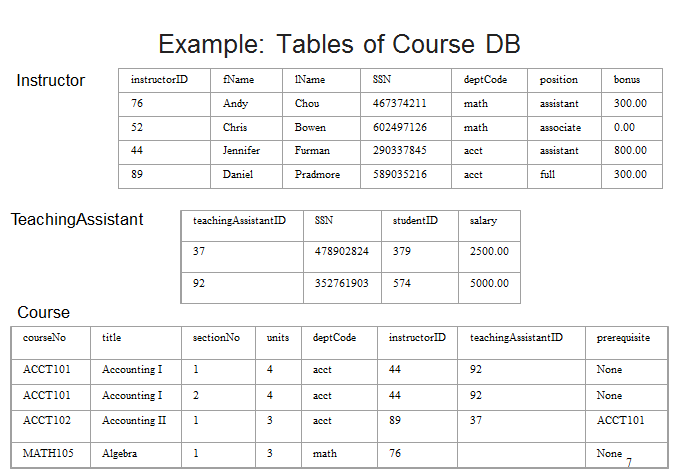 Example: Tables of Course DB
Instructor
instructorID fName lName SSN deptCode position bonus
76 Andy Chou 467374211 math assistant 300.00
52 Chris Bowen 602497126 math associate 0.00
44 Jennifer Furman 290337845 acct assistant 800.00
89 Daniel Pradmore 589035216 acct full 300.00
TeachingAssistant
teachingAssistantID SSN studentID salary
37 478902824 379 2500.00
92 352761903 574 5000.00
Course
courseNo title sectionNo units deptCode instructorID teachingAssistantID prerequisite
ACCT101 Accounting I 1 4 acct 44 92 None
ACCT101 Accounting I 2 4 acct 44 92 None
ACCT102 Accounting II 1 3 acct 89 37 ACCT101
MATH105 Algebra 1 3 math 76 None
7